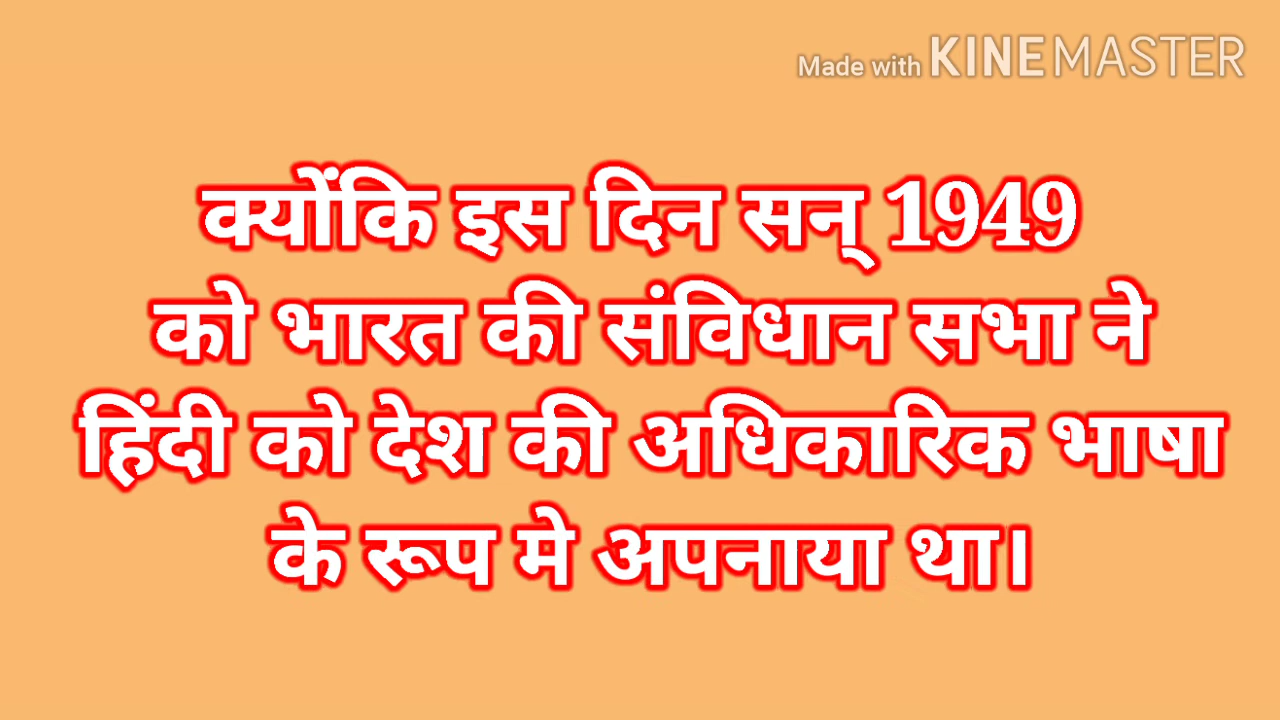 Made with KINEMASTER
क्योंकि इस दिन सन् 1949
को भारत की संविधान सभा ने
हिंदी को देश की अधिकारिक भाषा
के रूप मे अपनाया था।